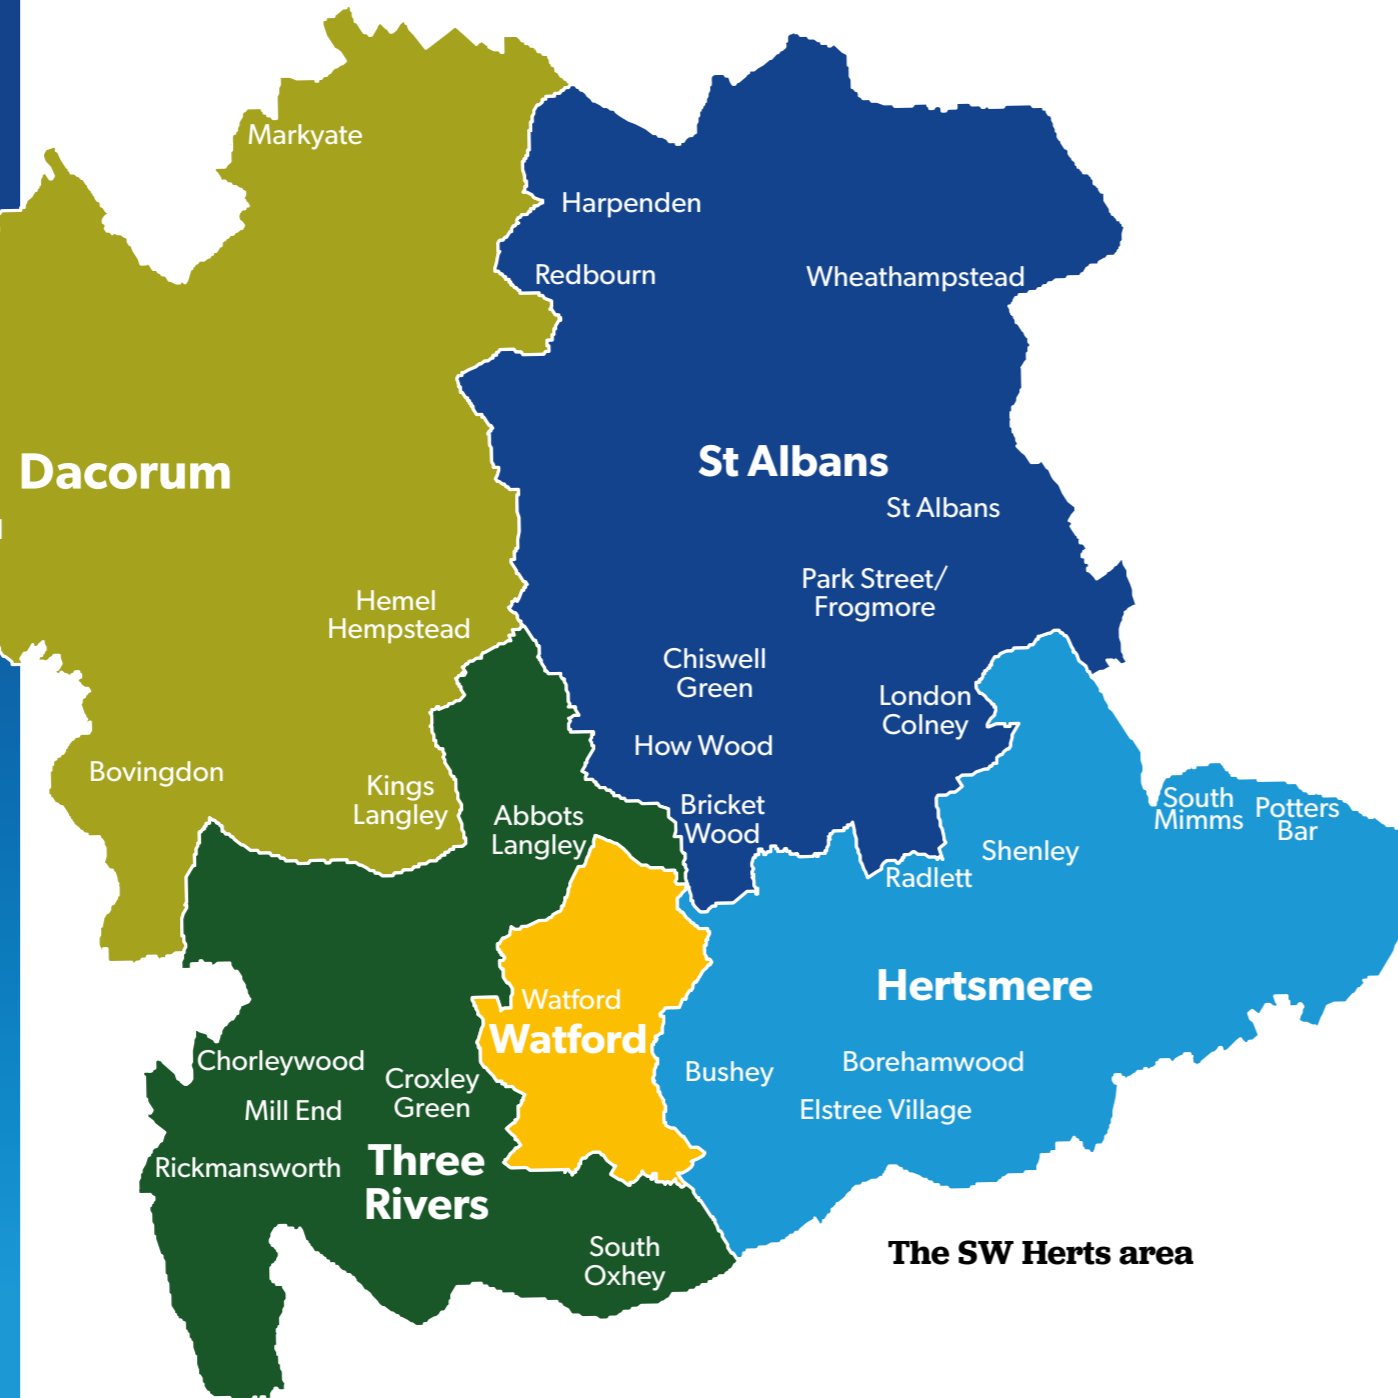 Markyate
Harpenden
Redbourn
Wheathampstead
Dacorum
St Albans
St Albans
Park Street/
Frogmore
Hemel
Hempstead
Chiswell
Green
London
Colney
How Wood
Bovingdon
Kings
Langley
Abbots
Langley
Bricket
Wood
South
Mimms
Potters
Bar
Shenley
Radlett
Hertsmere
Watford
Watford
Chorleywood
Croxley
Green
Mill End
Bushey
Borehamwood
Elstree Village
Rickmansworth
Three
Rivers
South
Oxhey
The SW Herts area